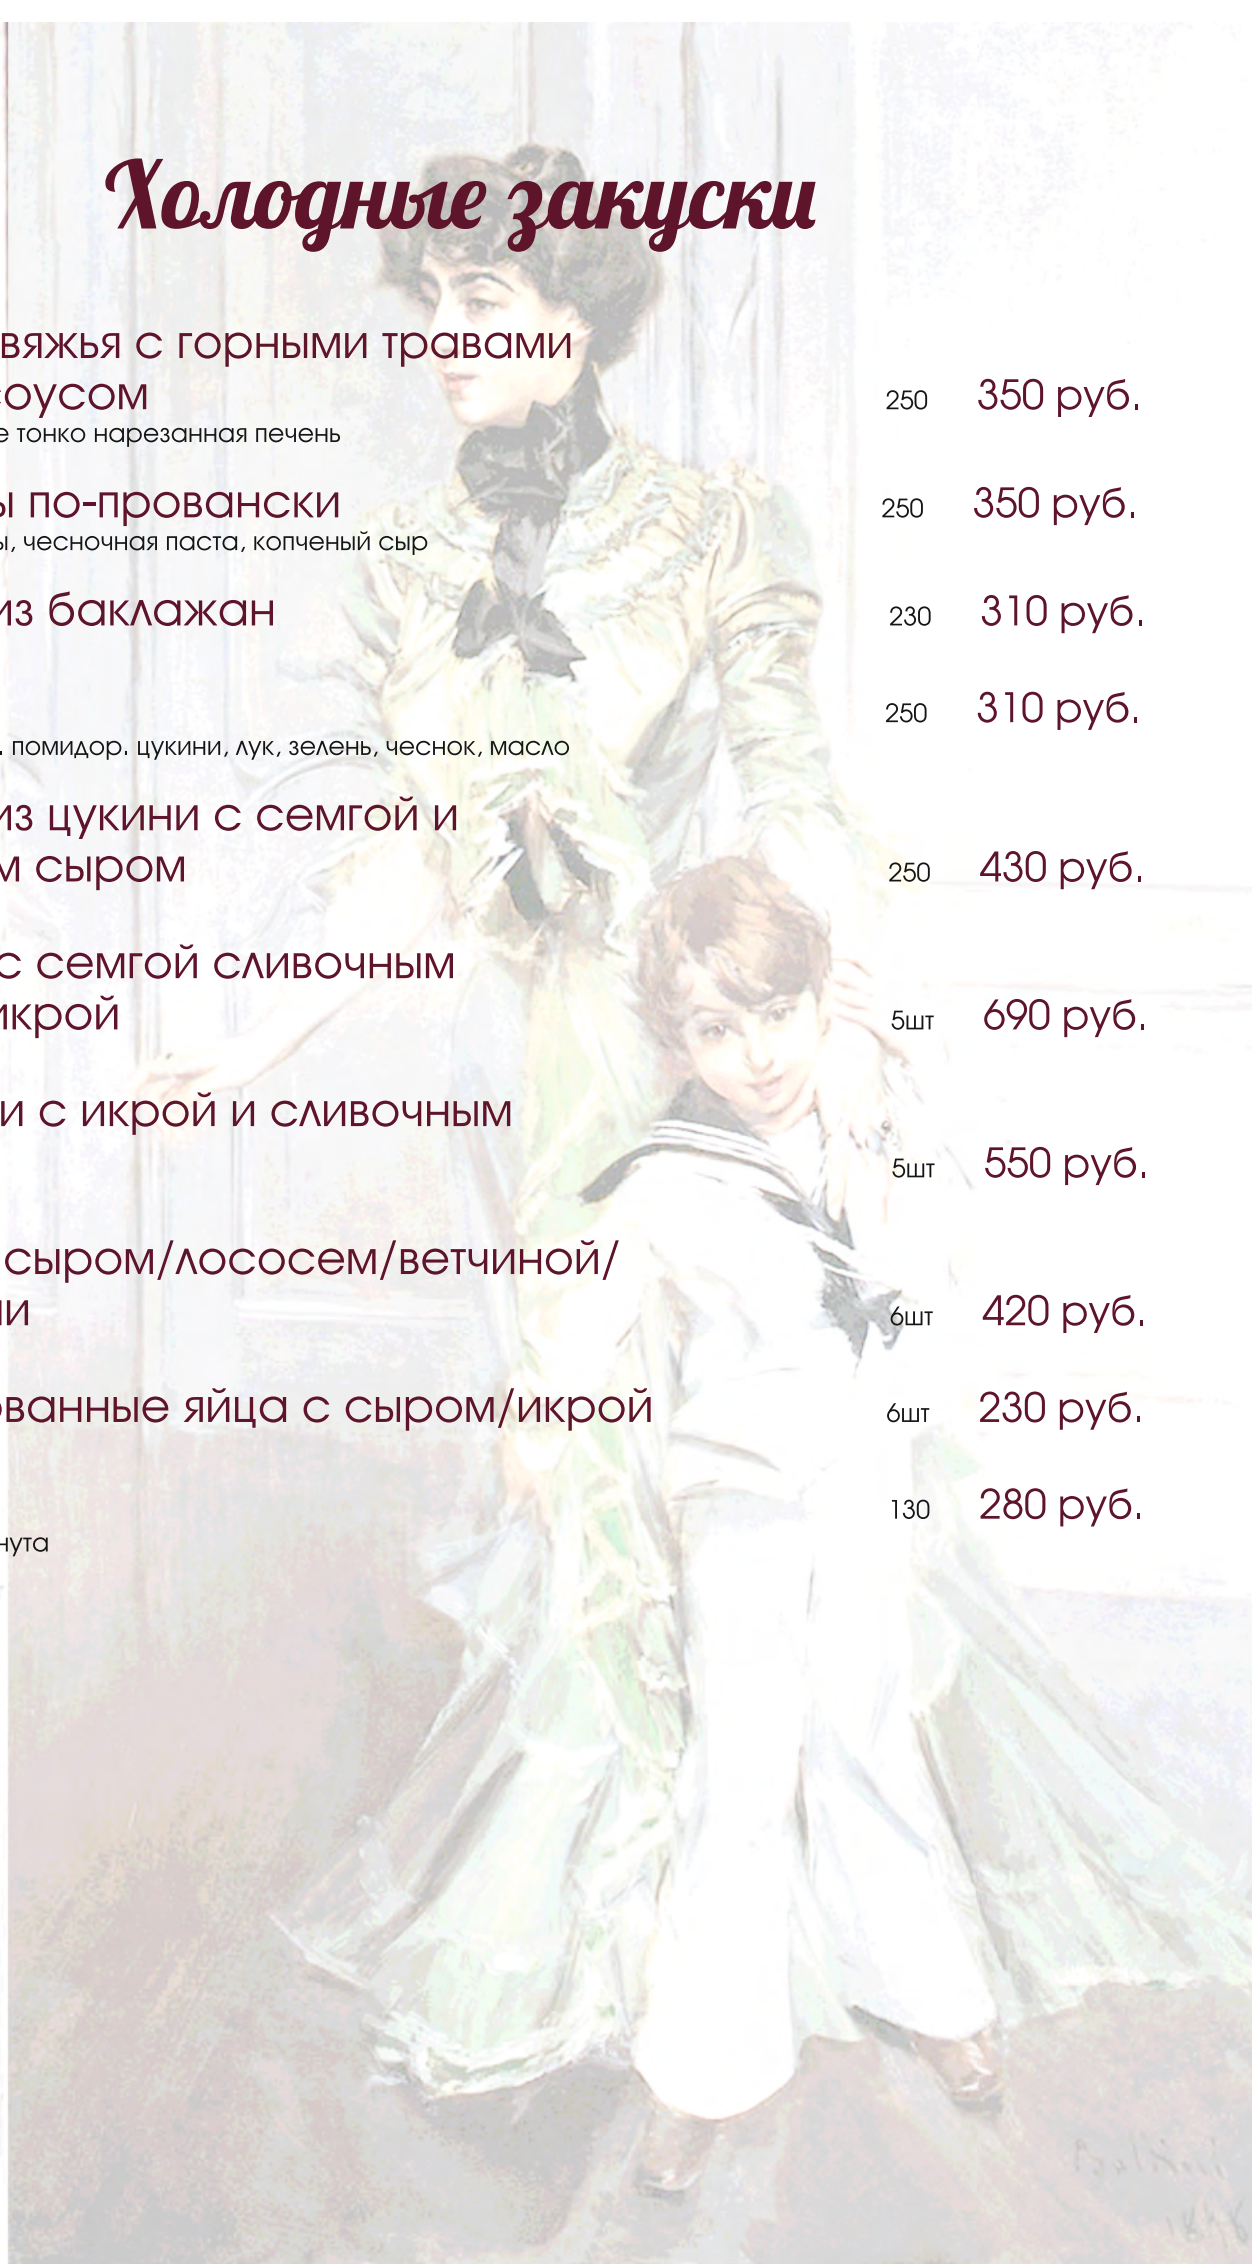 Холодные закуски
вяжья с горными травами
соусом 250 350 руб.
е тонко нарезанная печень
ы по-провански 250 350 руб.
ы, чесночная паста, копченый сыр
из баклажан 230 310 руб.
250 310 руб.
. помидор. цукини, лук, зелень, чеснок, масло
из цукини с семгой и
м сыром 250 430 руб.
с семгой сливочным
икрой 5шт 690 руб.
и с икрой и сливочным
5шт 550 руб.
сыром/лососем/ветчиной/
и 6шт 420 руб.
ованные яйца с сыром/икрой 6шт 230 руб.
130 280 руб.
нута